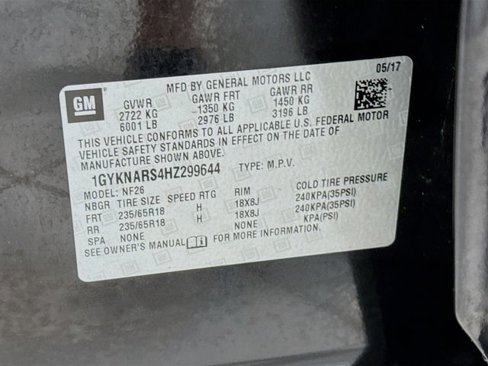 GM
MFD BY GENERAL MOTORS LLC
05/17
GVWR GAWR FRT GAWR RR
2722 KG 1350 KG 1450 KG
6001 LB 2976 LB 3196 LB
THIS VEHICLE CONFORMS TO ALL APPLICABLE U.S. FEDERAL MOTOR
VEHICLE SAFETY STANDARDS IN EFFECT ON THE DATE OF
MANUFACTURE SHOWN ABOVE.
1GYKNARS4HZ299644 TYPE: M.P.V.
MODEL: NF26
NBGR TIRE SIZE SPEED RTG RIM COLD TIRE PRESSURE
FRT 235/65R18 H 18X8J 240KPA(35PSI)
RR 235/65R18 H 18X8J 240KPA(35PSI)
SPA NONE NONE KPA(PSI)
SEE OWNER'S MANUAL FOR MORE INFORMATION